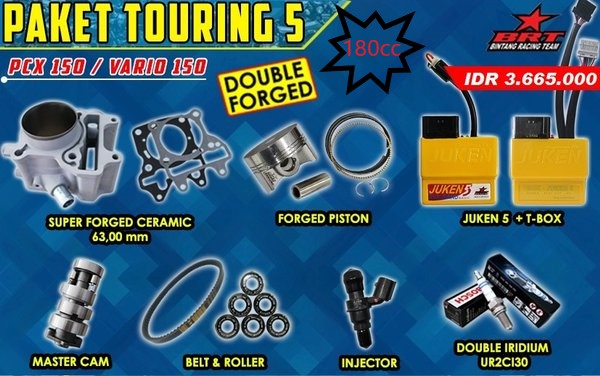 PAKET TOURING 5
180cc
BRT
BINTANG RACING TEAM
PCX 150 / VARIO 150
IDR 3.665.000
DOUBLE
FORGED
JUKEN
JUKEN5
SUPER FORGED CERAMIC
63,00 mm
FORGED PISTON
JUKEN 5 + T-BOX
BOSCH
MASTER CAM
BELT & ROLLER
INJECTOR
DOUBLE IRIDIUM
UR2CI30